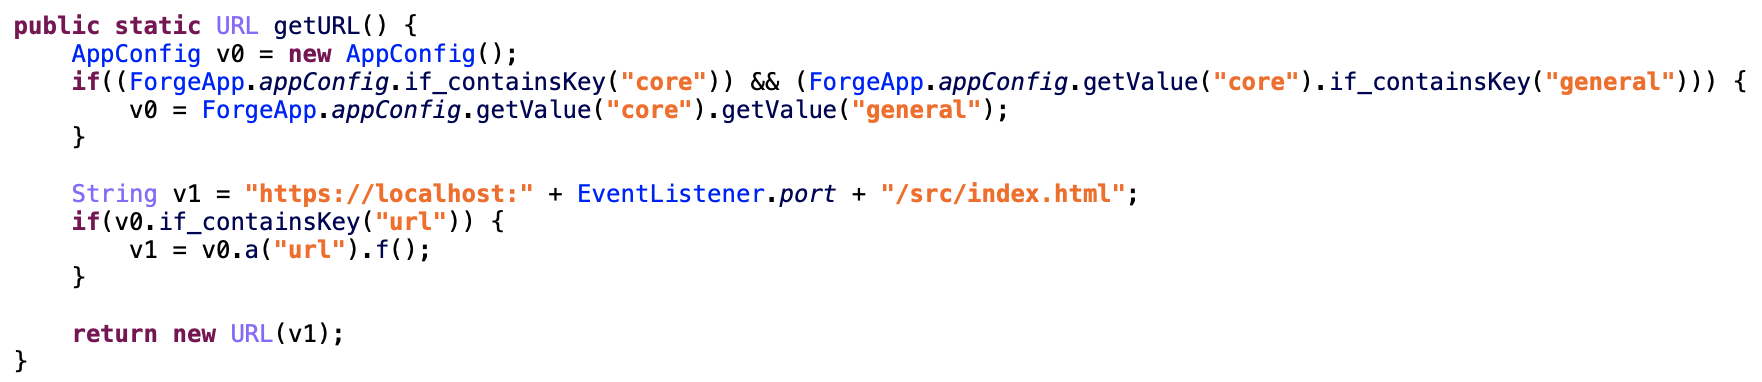 public static URL getURL() {
    AppConfig v0 = new AppConfig();
    if((ForgeApp.appConfig.if_containsKey("core")) && (ForgeApp.appConfig.getValue("core").if_containsKey("general"))) {
        v0 = ForgeApp.appConfig.getValue("core").getValue("general");
    }

    String v1 = "https://localhost:" + EventListener.port + "/src/index.html";
    if(v0.if_containsKey("url")) {
        v1 = v0.a("url").f();
    }

    return new URL(v1);
}